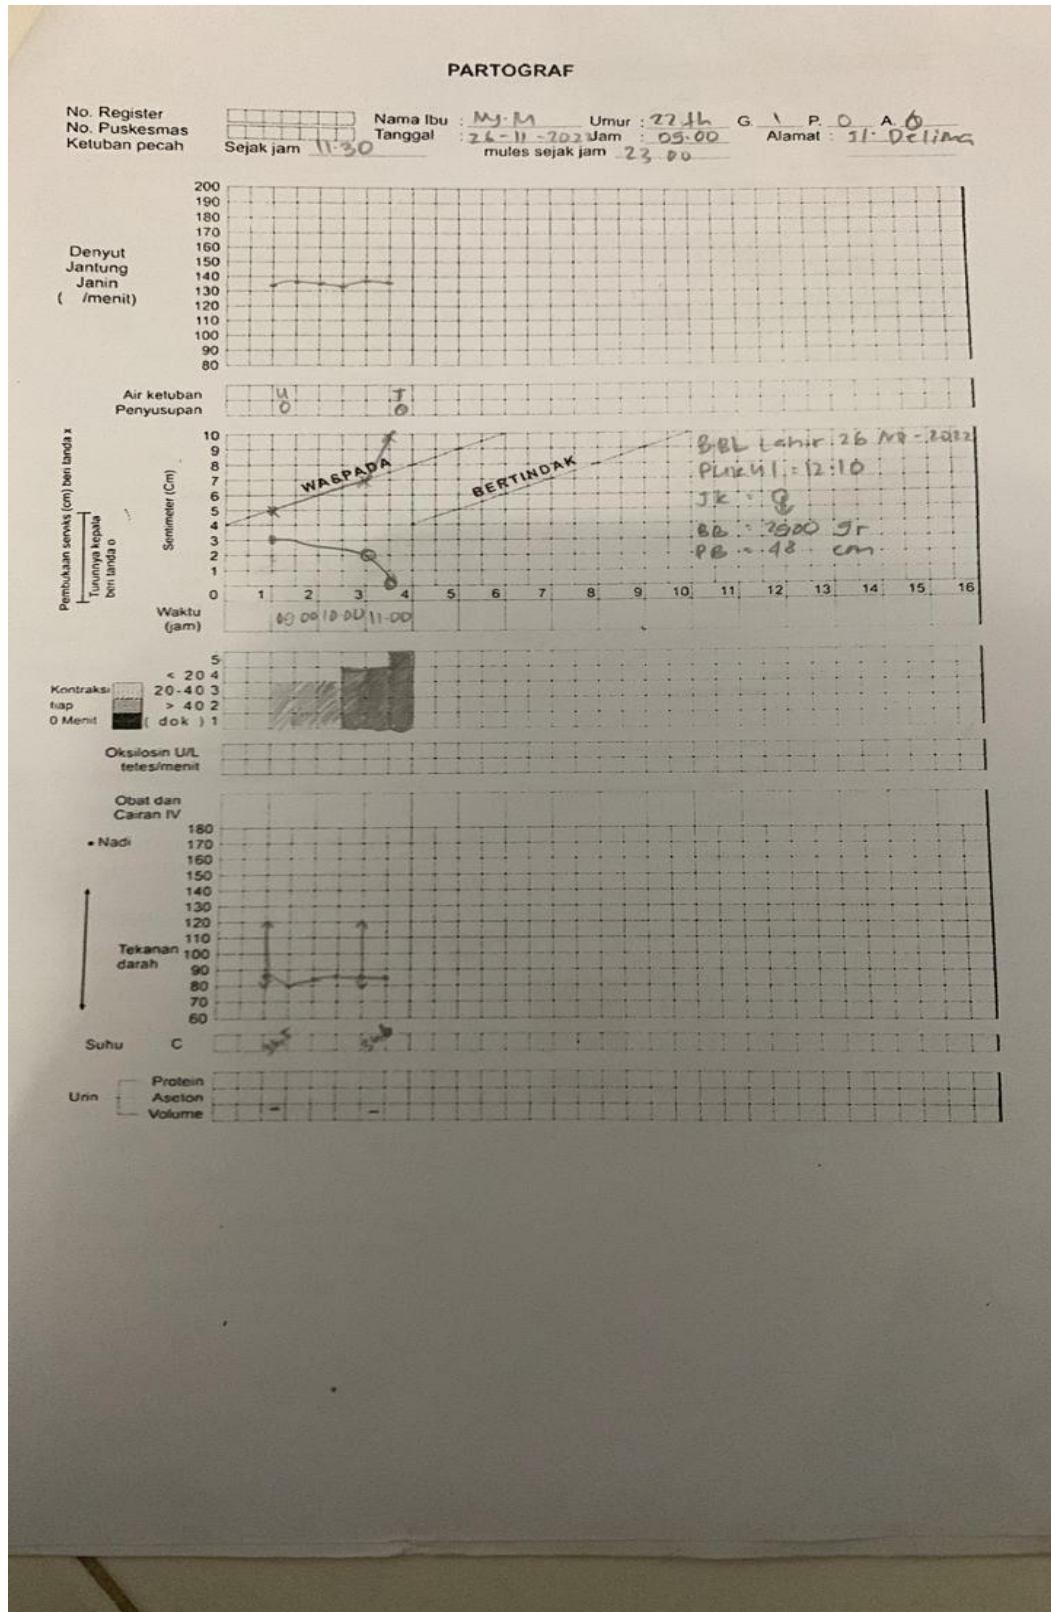 PARTOGRAF
No. Register Nama Ibu : Ny. M Umur : 22 th G. 1 P. 0 A. 0
No. Puskesmas Tanggal : 26-11-2022 Jam : 09.00 Alamat : Jl. Delima
Ketuban pecah Sejak jam 11.30 mules sejak jam 23.00
200
190
180
170
160
150
140
130
120
110
100
90
80
Denyut
Jantung
Janin
( /menit)
Air ketuban U J
Penyusupan 0 0
Pembukaan serviks (cm) beri tanda x
Turunnya kepala
beri tanda o
Sentimeter (Cm)
10
9
8
7
6
5
4
3
2
1
0
WASPADA
BERTINDAK
BBL Lahir : 26 - 2022
Pukul : 12:10
JK : ♀
BB : 2900 gr
PB : 48 cm
1 2 3 4 5 6 7 8 9 10 11 12 13 14 15 16
Waktu
(jam)
09 00 10 00 11.00
Kontraksi
tiap
0 Menit
5
< 20 4
20-40 3
> 40 2
( dok ) 1
Oksilosin U/L
tetes/menit
Obat dan
Cairan IV
• Nadi
Tekanan
darah
180
170
160
150
140
130
120
110
100
90
80
70
60
Suhu C
Urin
Protein
Aseton
Volume - -